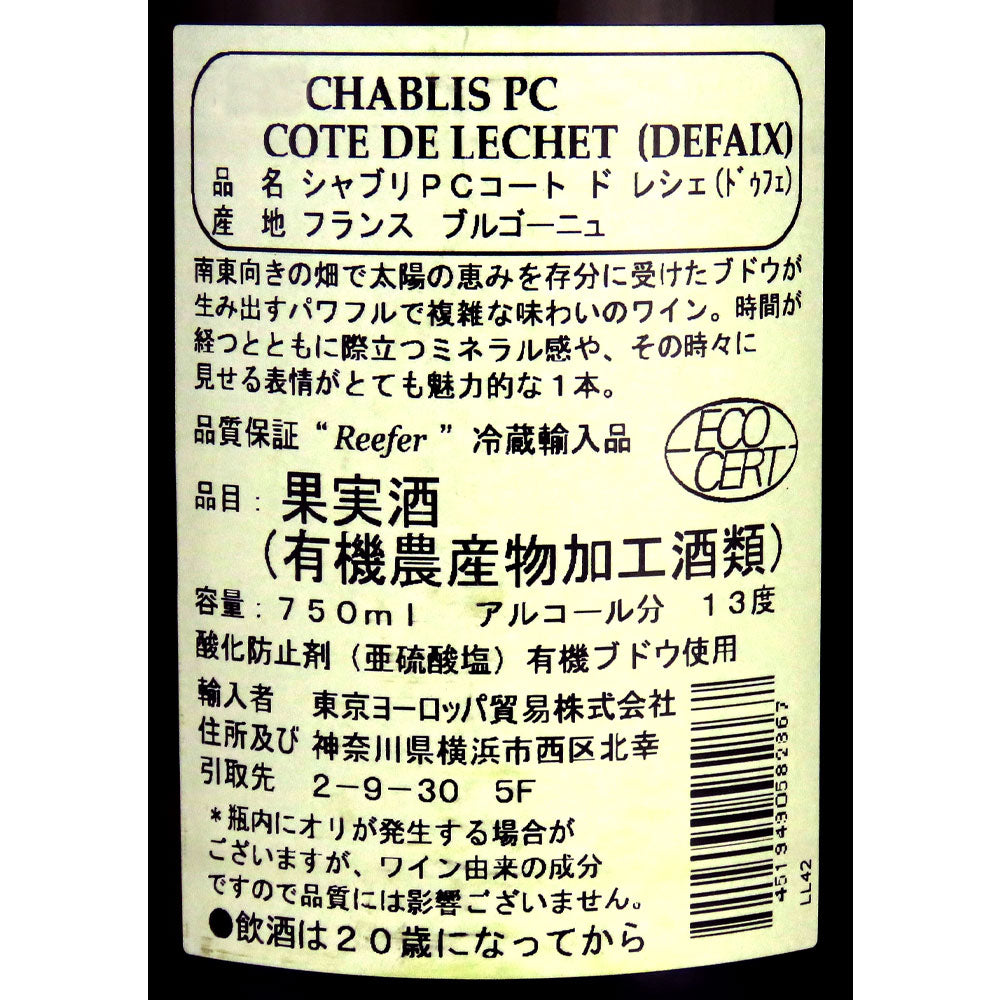 CHABLIS PC
COTE DE LECHET (DEFAIX)
品 名 シャブリPCコート ド レシェ(ドゥフェ)
産 地 フランス ブルゴーニュ
南東向きの畑で太陽の恵みを存分に受けたブドウが
生み出すパワフルで複雑な味わいのワイン。時間が
経つとともに際立つミネラル感や、その時々に
見せる表情がとても魅力的な1本。
品質保証 “Reefer” 冷蔵輸入品
ECO
CERT
品目: 果実酒
(有機農産物加工酒類)
容量:750ml アルコール分 13度
酸化防止剤(亜硫酸塩)有機ブドウ使用
輸入者 東京ヨーロッパ貿易株式会社
住所及び 神奈川県横浜市西区北幸
引取先 2-9-30 5F
*瓶内にオリが発生する場合が
ございますが、ワイン由来の成分
ですので品質には影響ございません。
●飲酒は20歳になってから
4519430582367
LL42